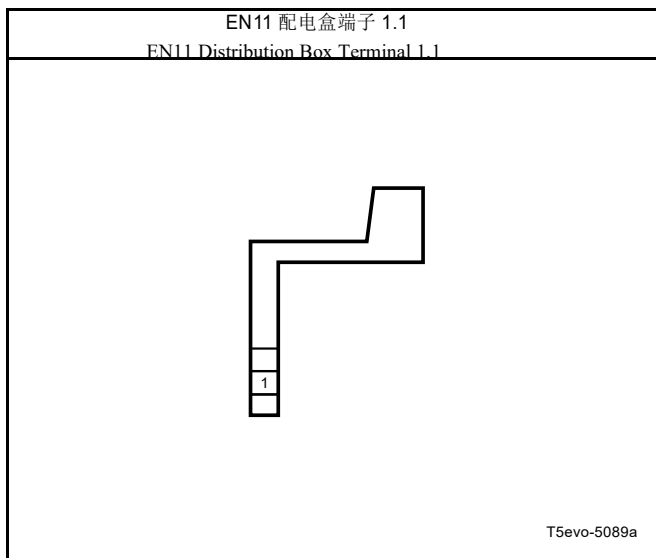 EN11 配电盒端子 1.1
EN11 Distribution Box Terminal 1.1
1
T5evo-5089a